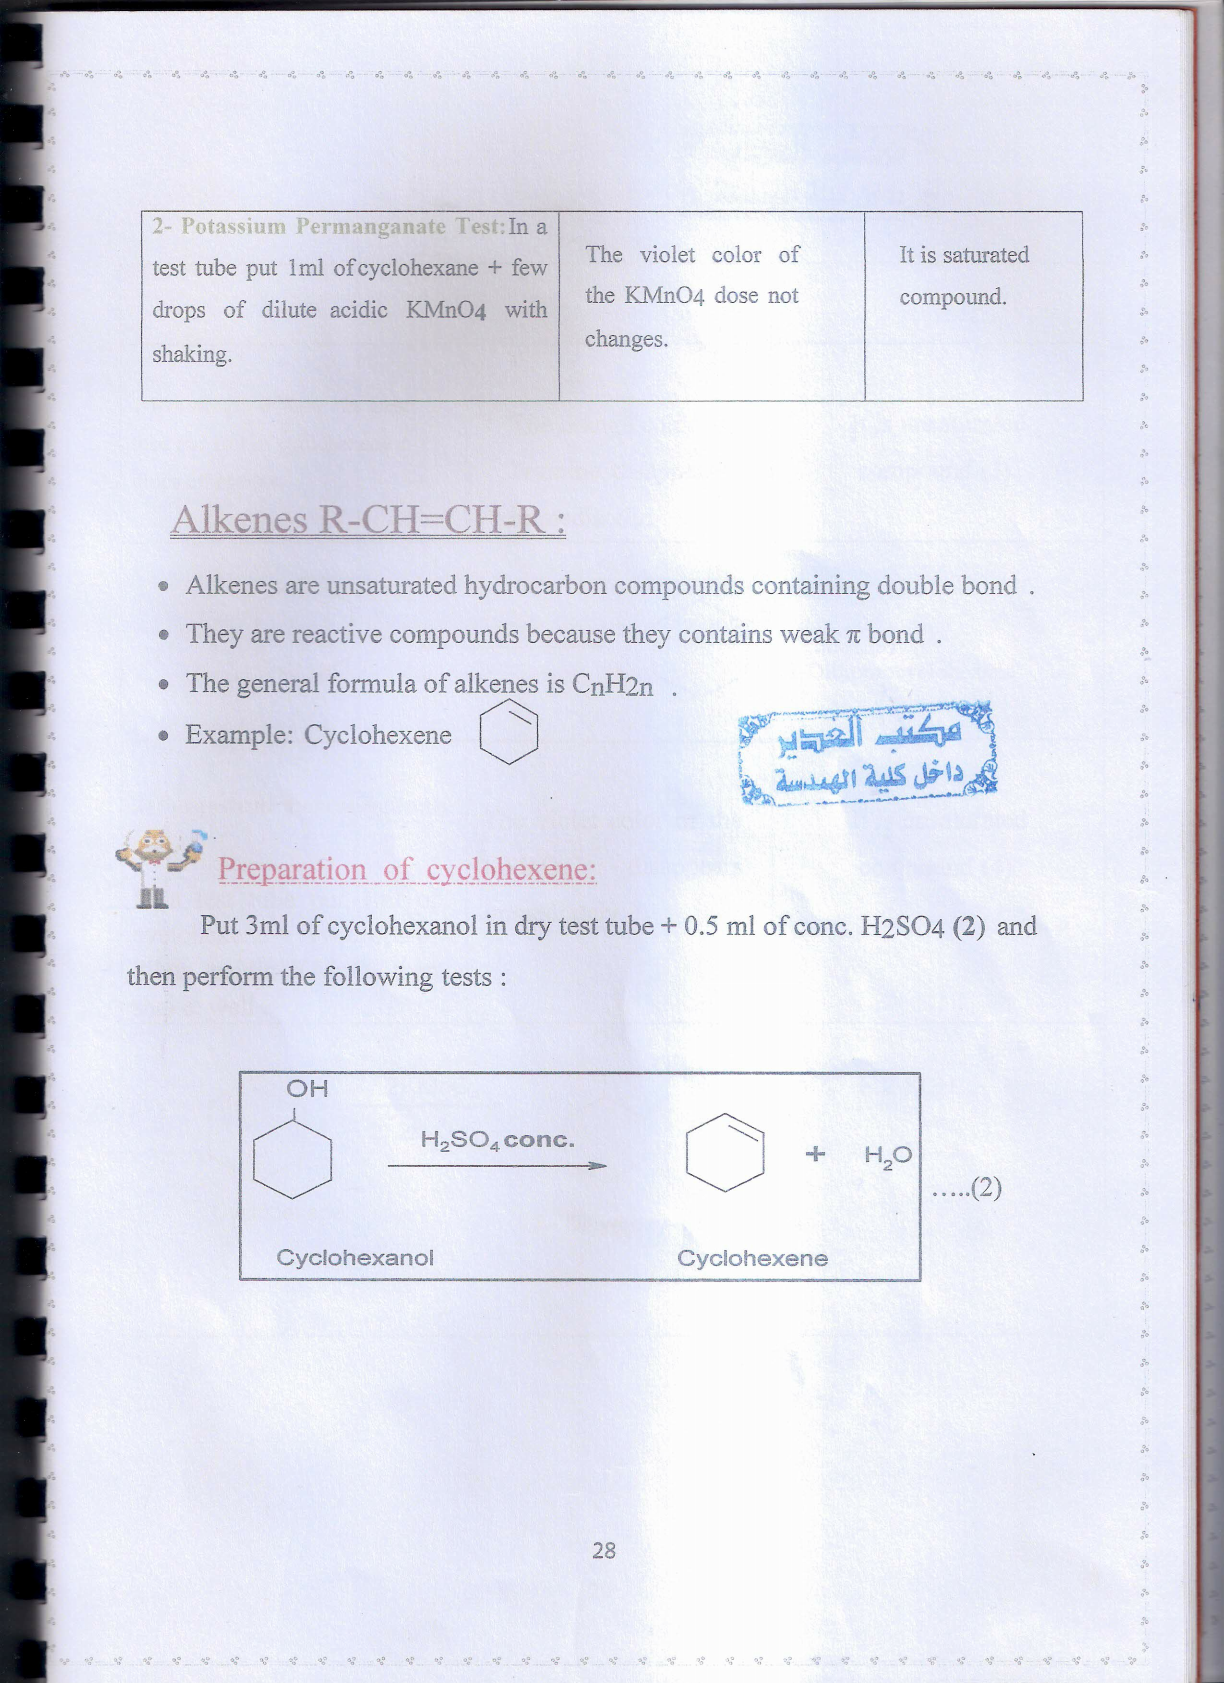 2- Potassium Permanganate Test:In a
test tube put 1ml of cyclohexane + few
drops of dilute acidic KMnO4 with
shaking.
The violet color of
the KMnO4 dose not
changes.
It is saturated
compound.
Alkenes R-CH=CH-R :
• Alkenes are unsaturated hydrocarbon compounds containing double bond .
• They are reactive compounds because they contains weak π bond .
• The general formula of alkenes is CnH2n .
• Example: Cyclohexene
مكتب الغدير
داخل كلية الهندسة
Preparation of cyclohexene:
Put 3ml of cyclohexanol in dry test tube + 0.5 ml of conc. H2SO4 (2) and
then perform the following tests :
OH
H₂SO₄ conc.
+ H₂O
.....(2)
Cyclohexanol
Cyclohexene
28